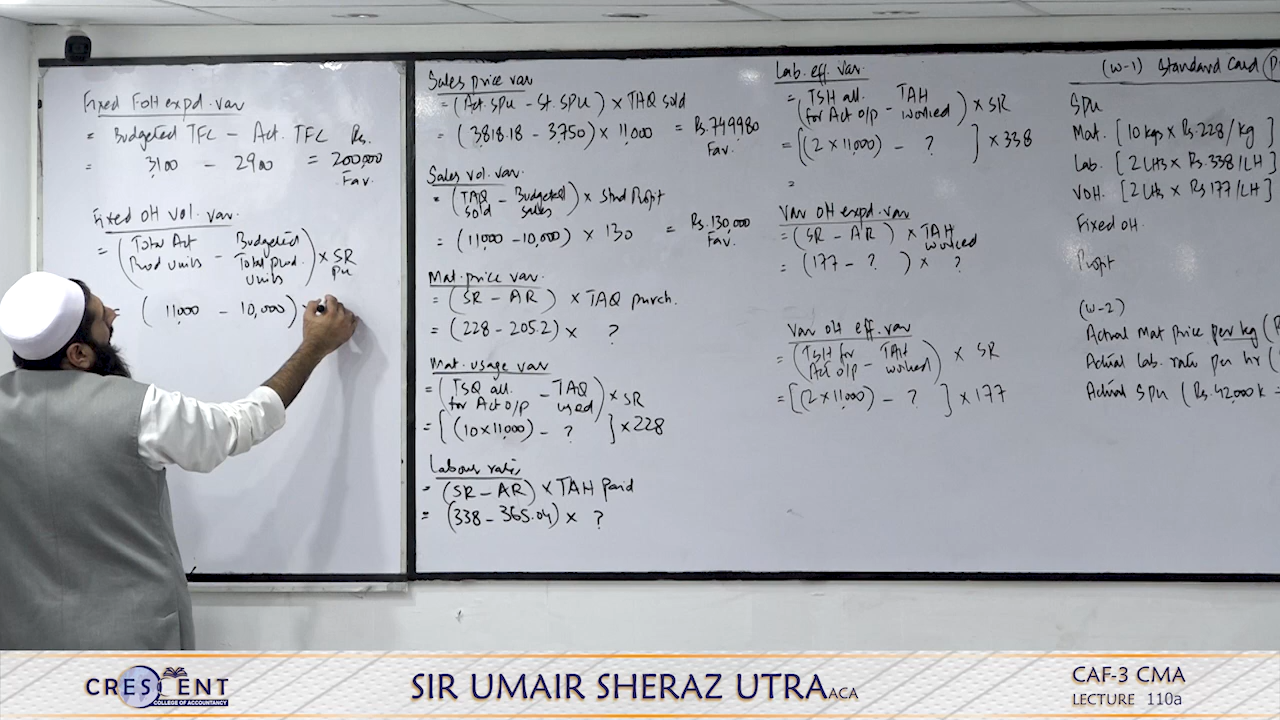 Fixed FOH expd. var
= Budgeted TFC - Act. TFC Rs.
= 3100 - 2900 = 200,000
Fav.
Fixed OH vol. var.
= (Total Act Prod units - Budgeted Total prod. units) × SR pu
(11,000 - 10,000)
Sales price var
= (Act. SPU - St. SPU) × TAQ sold
= (3818.18 - 3750) × 11,000 = Rs. 749980
Fav.
Sales vol. var.
= (TAQ sold - Budgeted sales) × Stnd Profit
= (11,000 - 10,000) × 130 = Rs. 130,000
Fav.
Mat. price var.
= (SR - AR) × TAQ purch.
= (228 - 205.2) × ?
Mat. usage var
= (TSQ all. for Act O/P - TAQ used) × SR
= [(10×11,000) - ? ] × 228
Labour rate
= (SR - AR) × TAH paid
= (338 - 365.04) × ?
Lab. eff. var.
= (TSH all. for Act O/P - TAH worked) × SR
= [(2×11,000) - ? ] × 338
=
Var OH expd. var
= (SR - AR) × TAH worked
= (177 - ? ) × ?
Var OH eff. var
= (TSH for Act O/P - TAH worked) × SR
= [(2×11,000) - ? ] × 177
(W-1) Standard Card
SPU
Mat. [10 kgs × Rs. 228/kg]
Lab. [2 LHs × Rs 338/LH]
VOH. [2 LHs × Rs 177/LH]
Fixed OH.
Profit
(W-2)
Actual Mat price per kg
Actual lab. rate per hr
Actual SPU (Rs. 42,000 K
CRESCENT
COLLEGE OF ACCOUNTANCY
SIR UMAIR SHERAZ UTRA ACA
CAF-3 CMA
LECTURE 110a